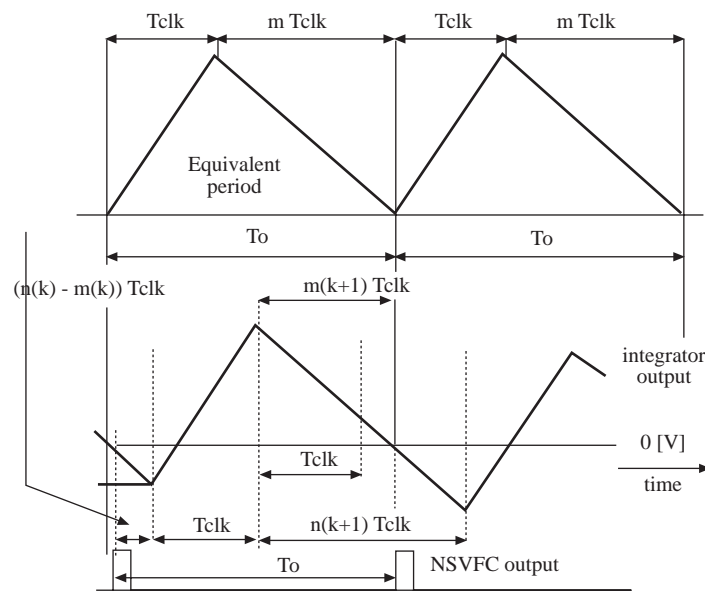 Tclk m Tclk Tclk m Tclk
Equivalent
period
To To
(n(k) - m(k)) Tclk m(k+1) Tclk
integrator
output
0 [V]
Tclk
time
Tclk n(k+1) Tclk
To NSVFC output